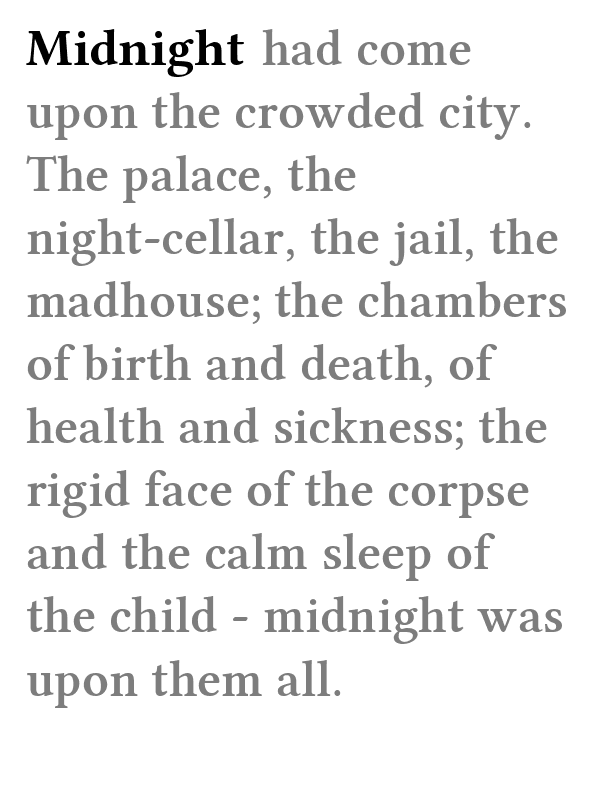 Midnight had come
upon the crowded city.
The palace, the
night-cellar, the jail, the
madhouse; the chambers
of birth and death, of
health and sickness; the
rigid face of the corpse
and the calm sleep of
the child - midnight was
upon them all.